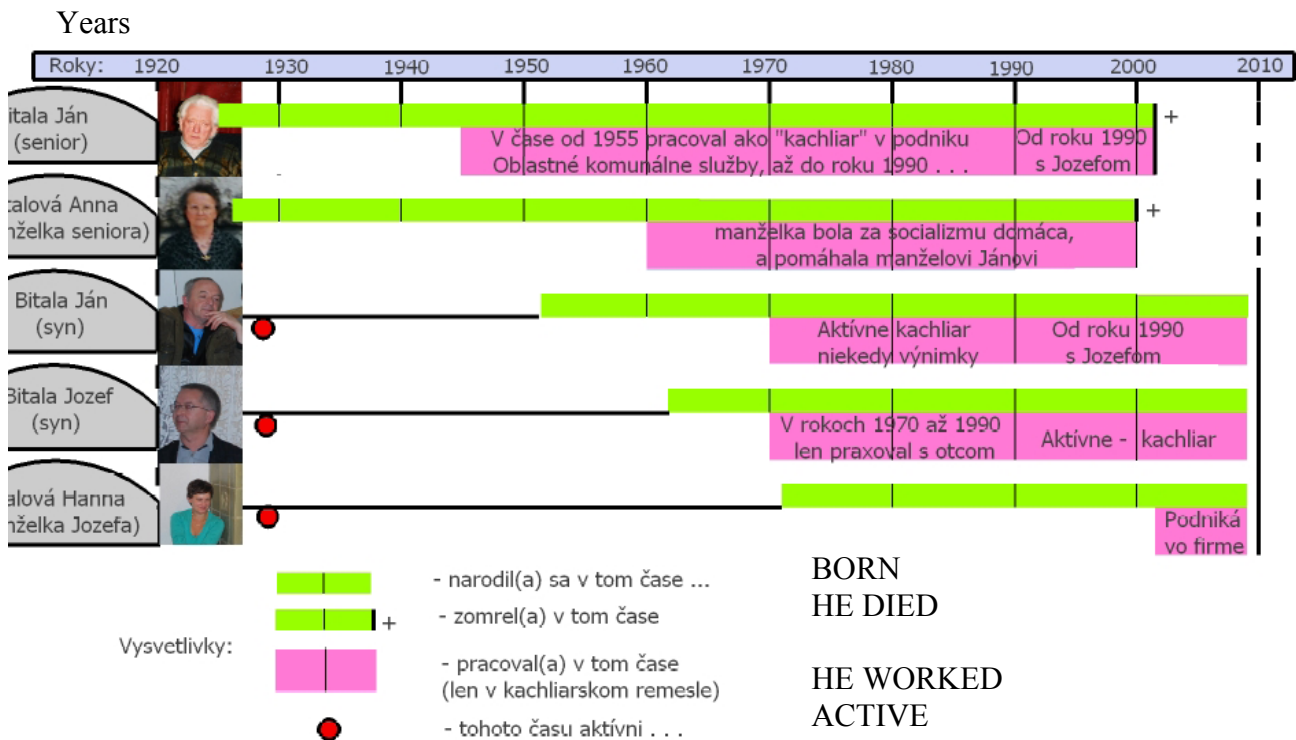 Years
Roky: 1920 1930 1940 1950 1960 1970 1980 1990 2000 2010
itala Ján
(senior)
V čase od 1955 pracoval ako "kachliar" v podniku
Oblastné komunálne služby, až do roku 1990 . . .
Od roku 1990
s Jozefom
+
talová Anna
nželka seniora)
manželka bola za socializmu domáca,
a pomáhala manželovi Jánovi
+
Bitala Ján
(syn)
Aktívne kachliar
niekedy výnimky
Od roku 1990
s Jozefom
Bitala Jozef
(syn)
V rokoch 1970 až 1990
len praxoval s otcom
Aktívne - kachliar
alová Hanna
nželka Jozefa)
Podniká
vo firme
Vysvetlivky:
- narodil(a) sa v tom čase ...
BORN
+
- zomrel(a) v tom čase
HE DIED
- pracoval(a) v tom čase
(len v kachliarskom remesle)
HE WORKED
- tohoto času aktívni . . .
ACTIVE